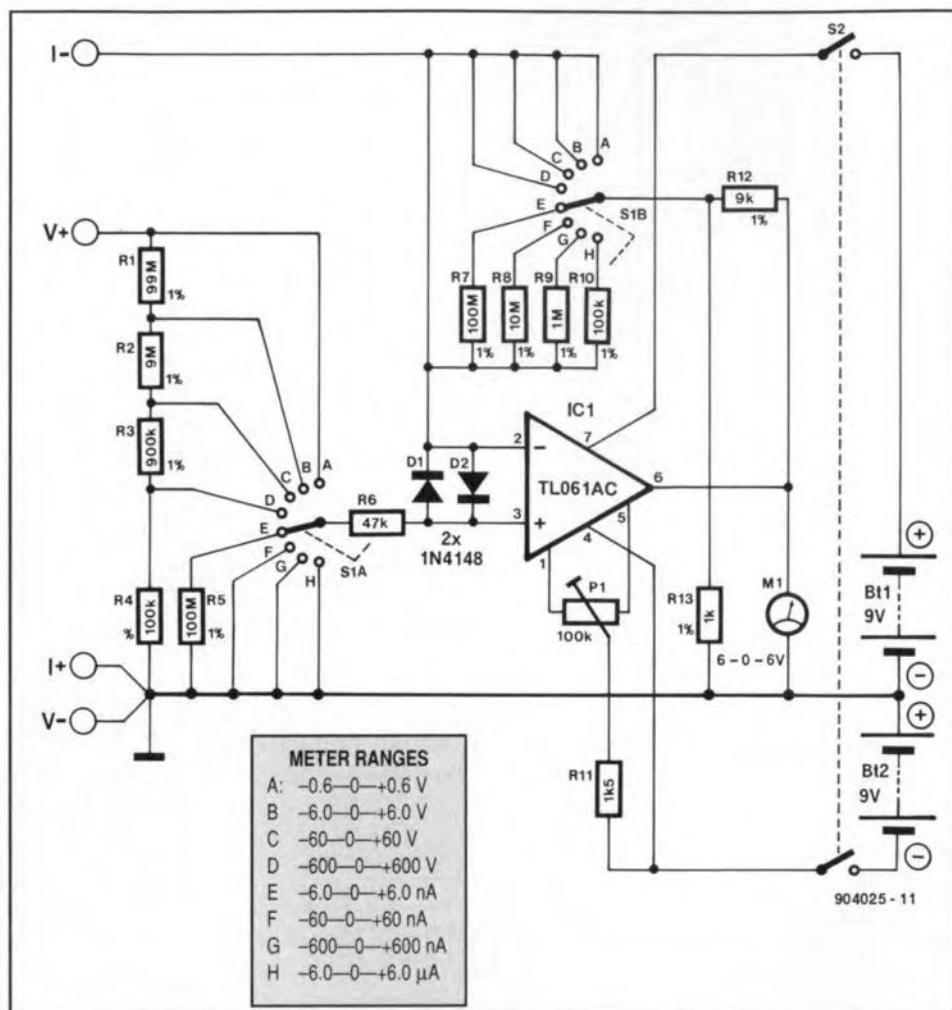 I-
S2
A
B
C
D
E
F
G
H
S1B
R12
9k
1%
V+
R1
99M
1%
R2
9M
1%
R3
900k
1%
R7
100M
1%
R8
10M
1%
R9
1M
1%
R10
100k
1%
IC1
A
B
C
D
E
F
G
H
S1A
R6
47k
D1
D2
2x
1N4148
2
−
3
+
7
TL061AC
6
5
4
1
P1
100k
R4
100k
%
R5
100M
1%
R13
1k
1%
M1
6-0-6V
+
Bt1
9V
−
I+
V-
+
Bt2
9V
−
R11
1k5
904025-11
METER RANGES
A: –0.6—0—+0.6 V
B –6.0—0—+6.0 V
C –60—0—+60 V
D –600—0—+600 V
E –6.0—0—+6.0 nA
F –60—0—+60 nA
G –600—0—+600 nA
H –6.0—0—+6.0 µA